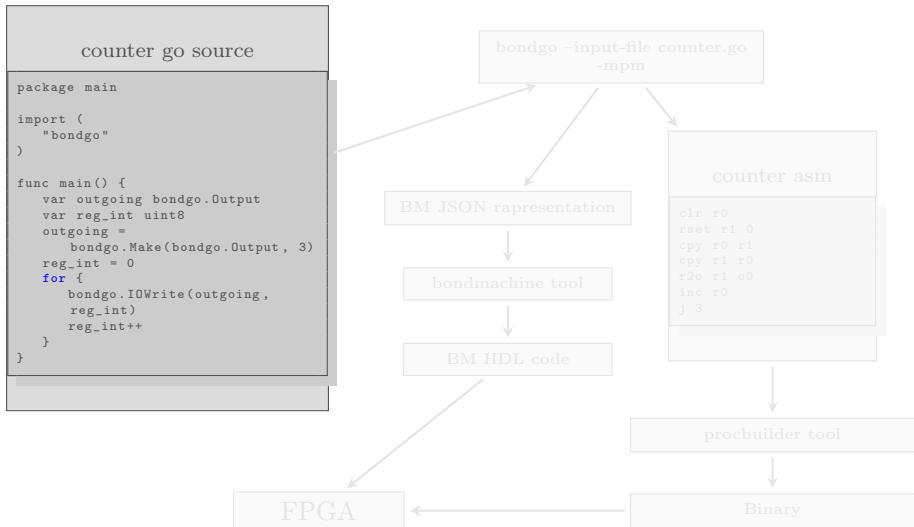 counter go source
package main
import (
"bondgo"
)
func main() {
var outgoing bondgo.Output
var reg_int uint8
outgoing =
bondgo.Make(bondgo.Output, 3)
reg_int = 0
for {
bondgo.IOWrite(outgoing,
reg_int)
reg_int++
}
}
bondgo –input-file counter.go
-mpm
BM JSON rapresentation
bondmachine tool
BM HDL code
FPGA
counter asm
clr r0
rset r1 0
cpy r0 r1
cpy r1 r0
r2o r1 o0
inc r0
j 3
procbuilder tool
Binary